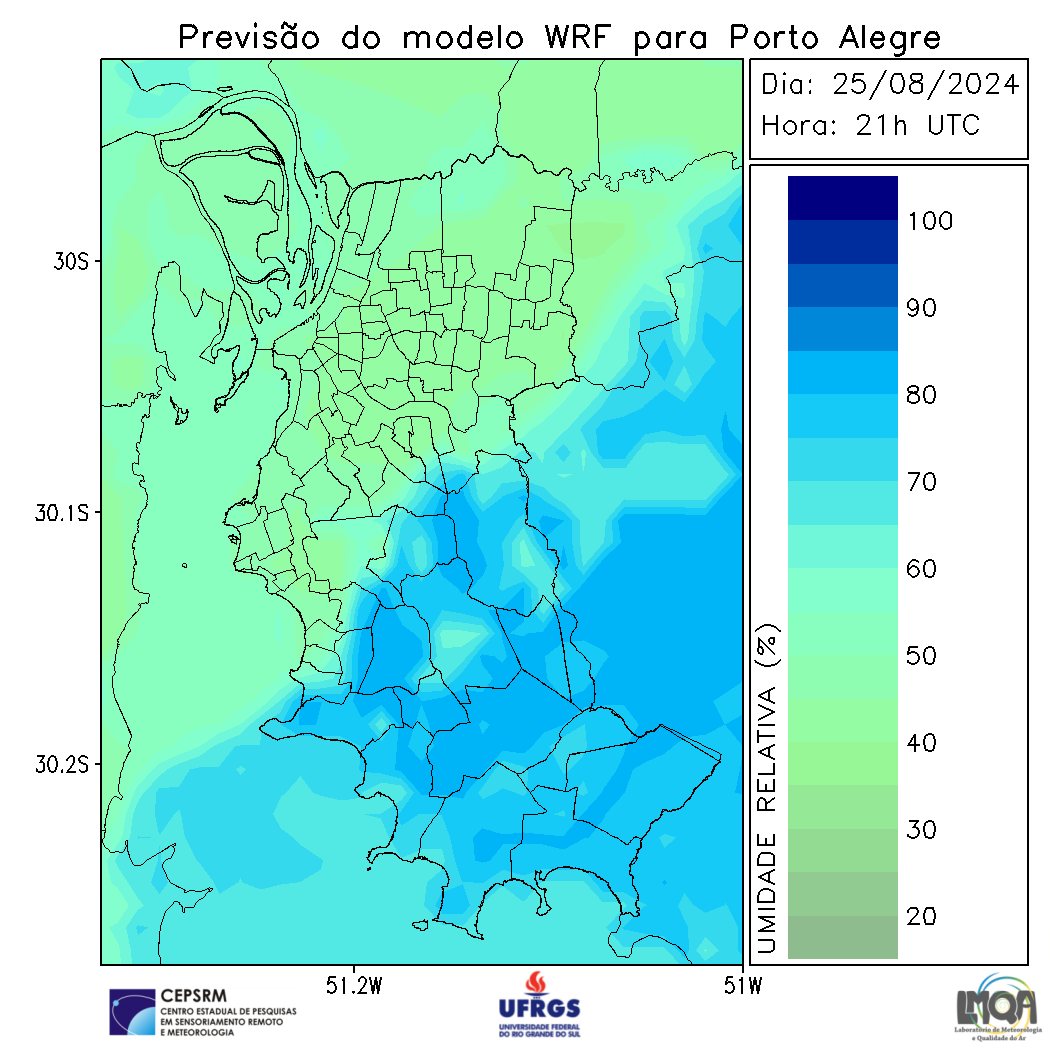 Previsão do modelo WRF para Porto Alegre
Dia: 25/08/2024
Hora: 21h UTC
100
90
80
70
60
50
40
30
20
UMIDADE RELATIVA (%)
30S
30.1S
30.2S
51.2W
51W
CEPSRM
CENTRO ESTADUAL DE PESQUISAS
EM SENSORIAMENTO REMOTO
E METEOROLOGIA
UFRGS
UNIVERSIDADE FEDERAL
DO RIO GRANDE DO SUL
LMQA
Laboratório de Meteorologia
e Qualidade do Ar